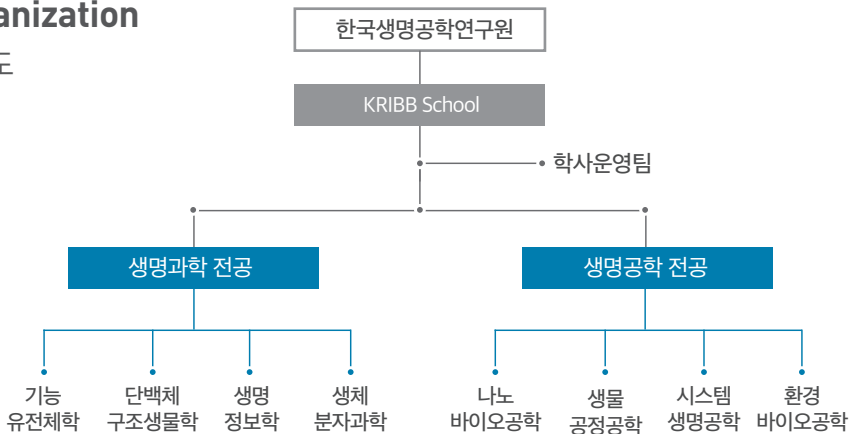 anization
도
한국생명공학연구원
KRIBB School
학사운영팀
생명과학 전공
생명공학 전공
기능
유전체학
단백체
구조생물학
생명
정보학
생체
분자과학
나노
바이오공학
생물
공정공학
시스템
생명공학
환경
바이오공학